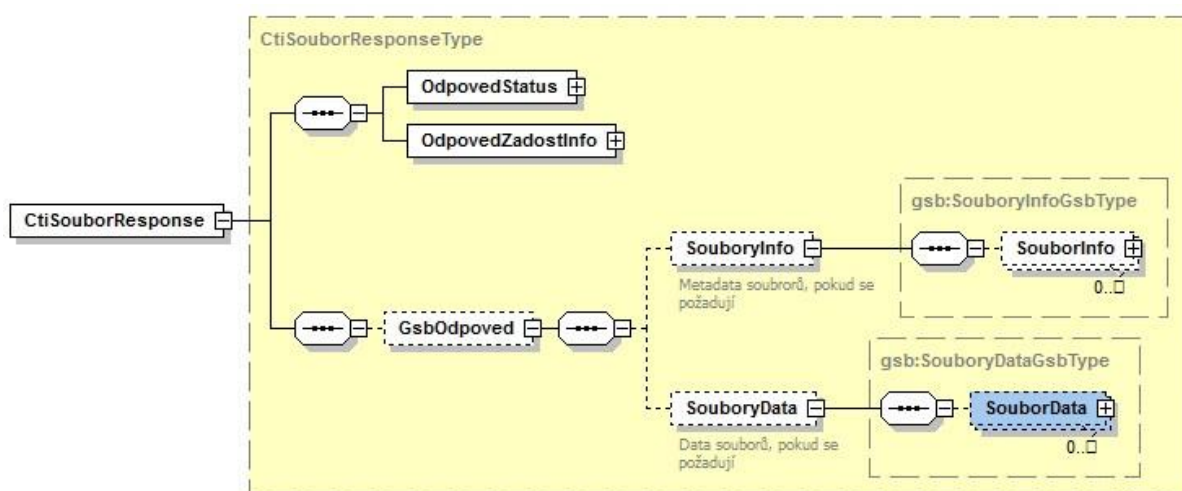 CtiSouborResponseType
OdpovedStatus
OdpovedZadostInfo
CtiSouborResponse
gsb:SouboryInfoGsbType
SouboryInfo
SouborInfo
Metadata soubrorů, pokud se
požadují
0..□
GsbOdpoved
gsb:SouboryDataGsbType
SouboryData
SouborData
Data souborů, pokud se
požadují
0..□